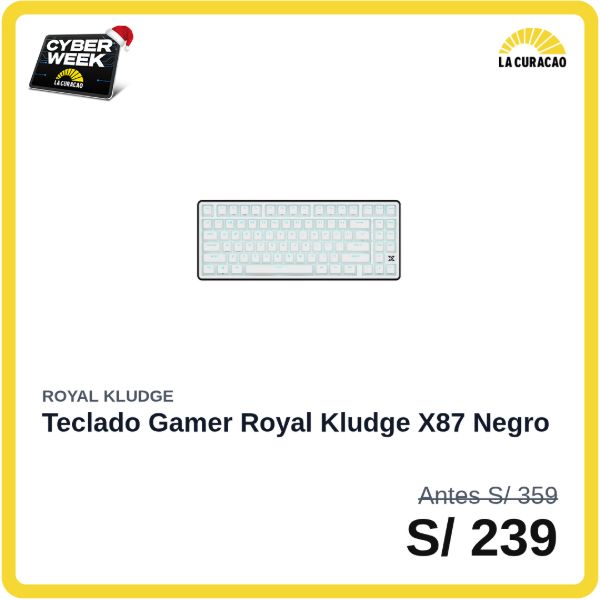 CYBER
WEEK
LA CURACAO
LA CURACAO
ROYAL KLUDGE
Teclado Gamer Royal Kludge X87 Negro
Antes S/ 359
S/ 239